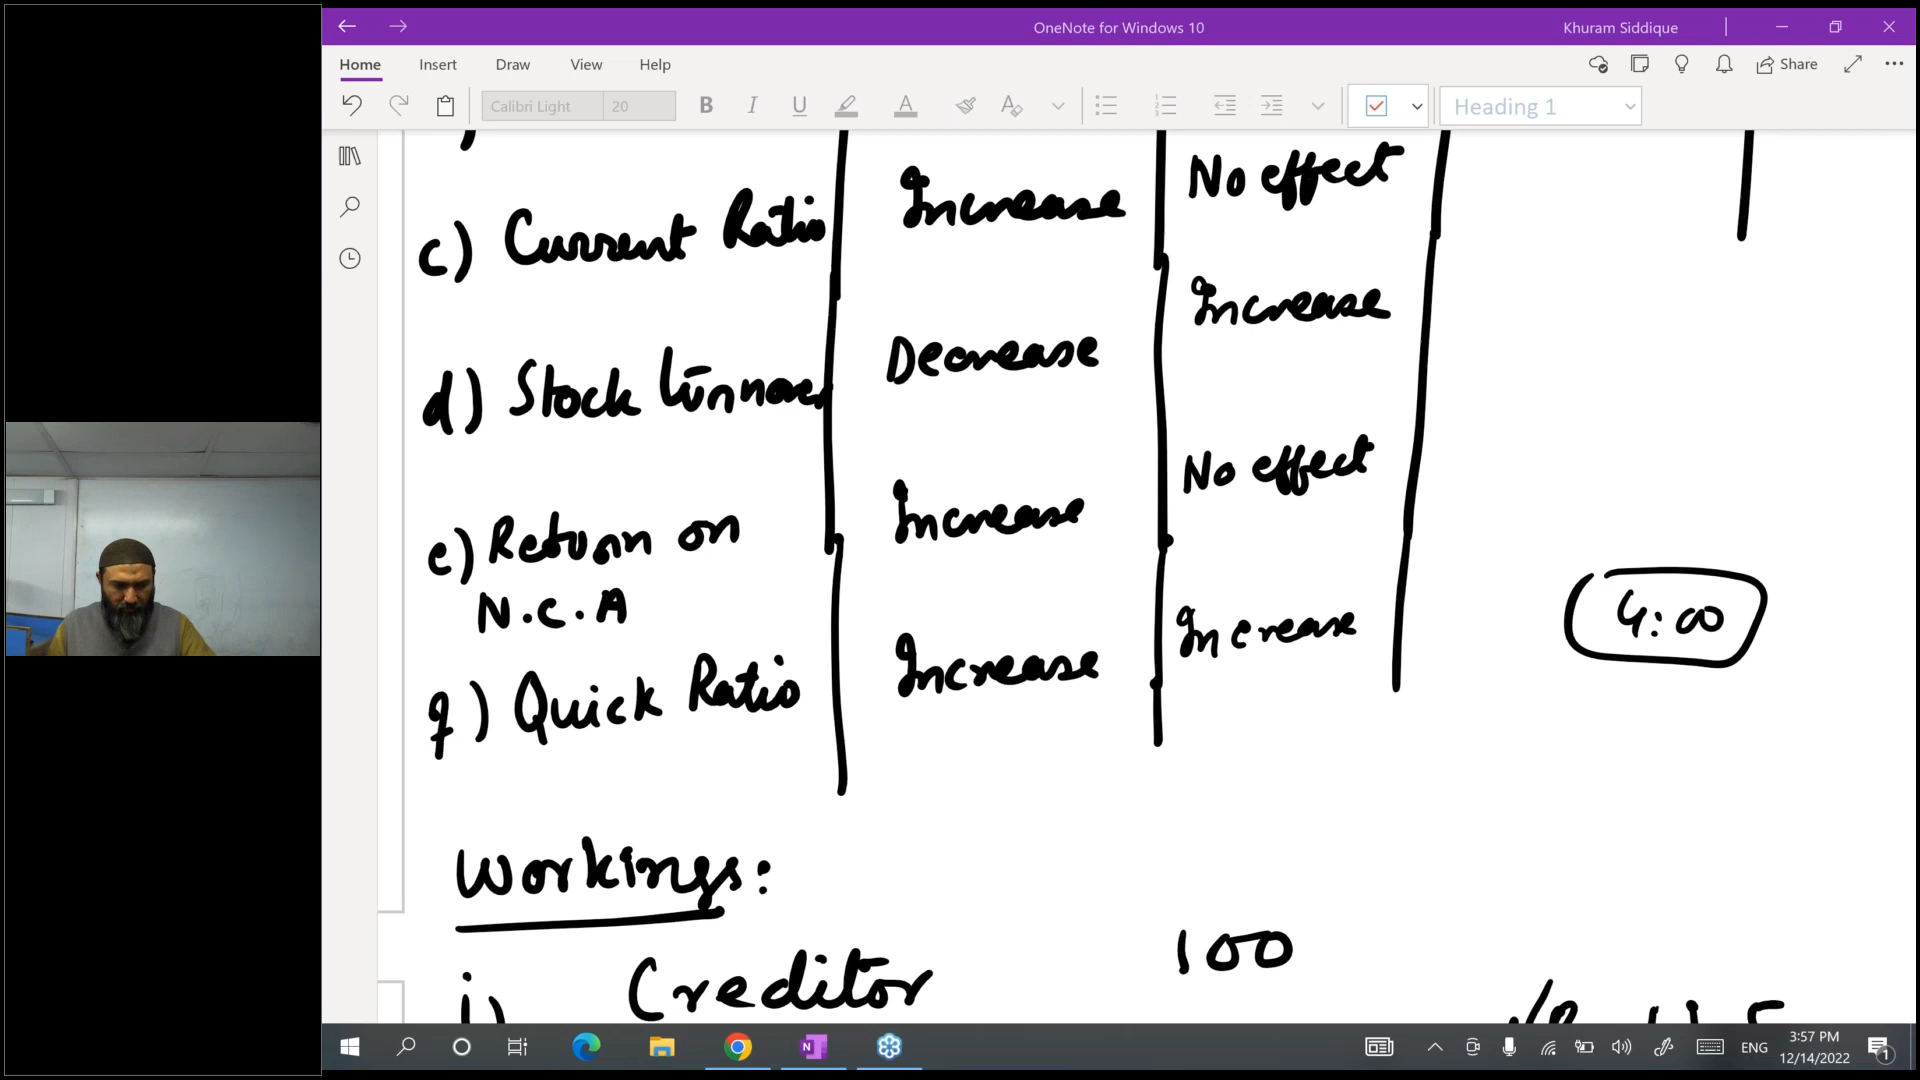 OneNote for Windows 10
Khuram Siddique
Home Insert Draw View Help
Share
Calibri Light 20
B I U A
Heading 1
c) Current Ratio Increase No effect
d) Stock turnover Decrease Increase
e) Return on N.C.A Increase No effect
f) Quick Ratio Increase Increase
4:00
Workings:
i) Creditor 100
ENG
3:57 PM
12/14/2022
1